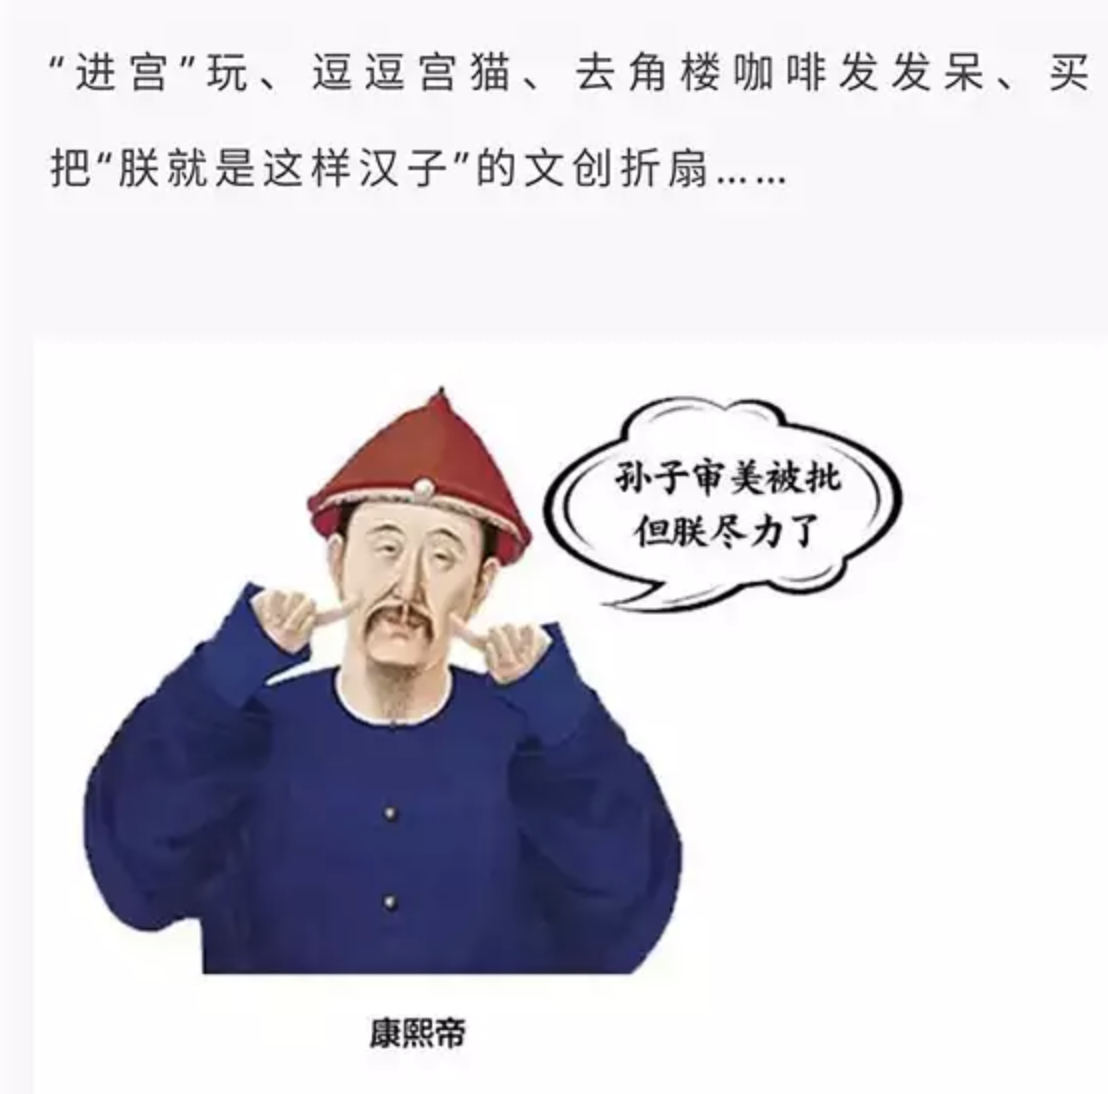 “进宫”玩、逗逗宫猫、去角楼咖啡发发呆、买
把“朕就是这样汉子”的文创折扇……
孙子审美被批
但朕尽力了
康熙帝